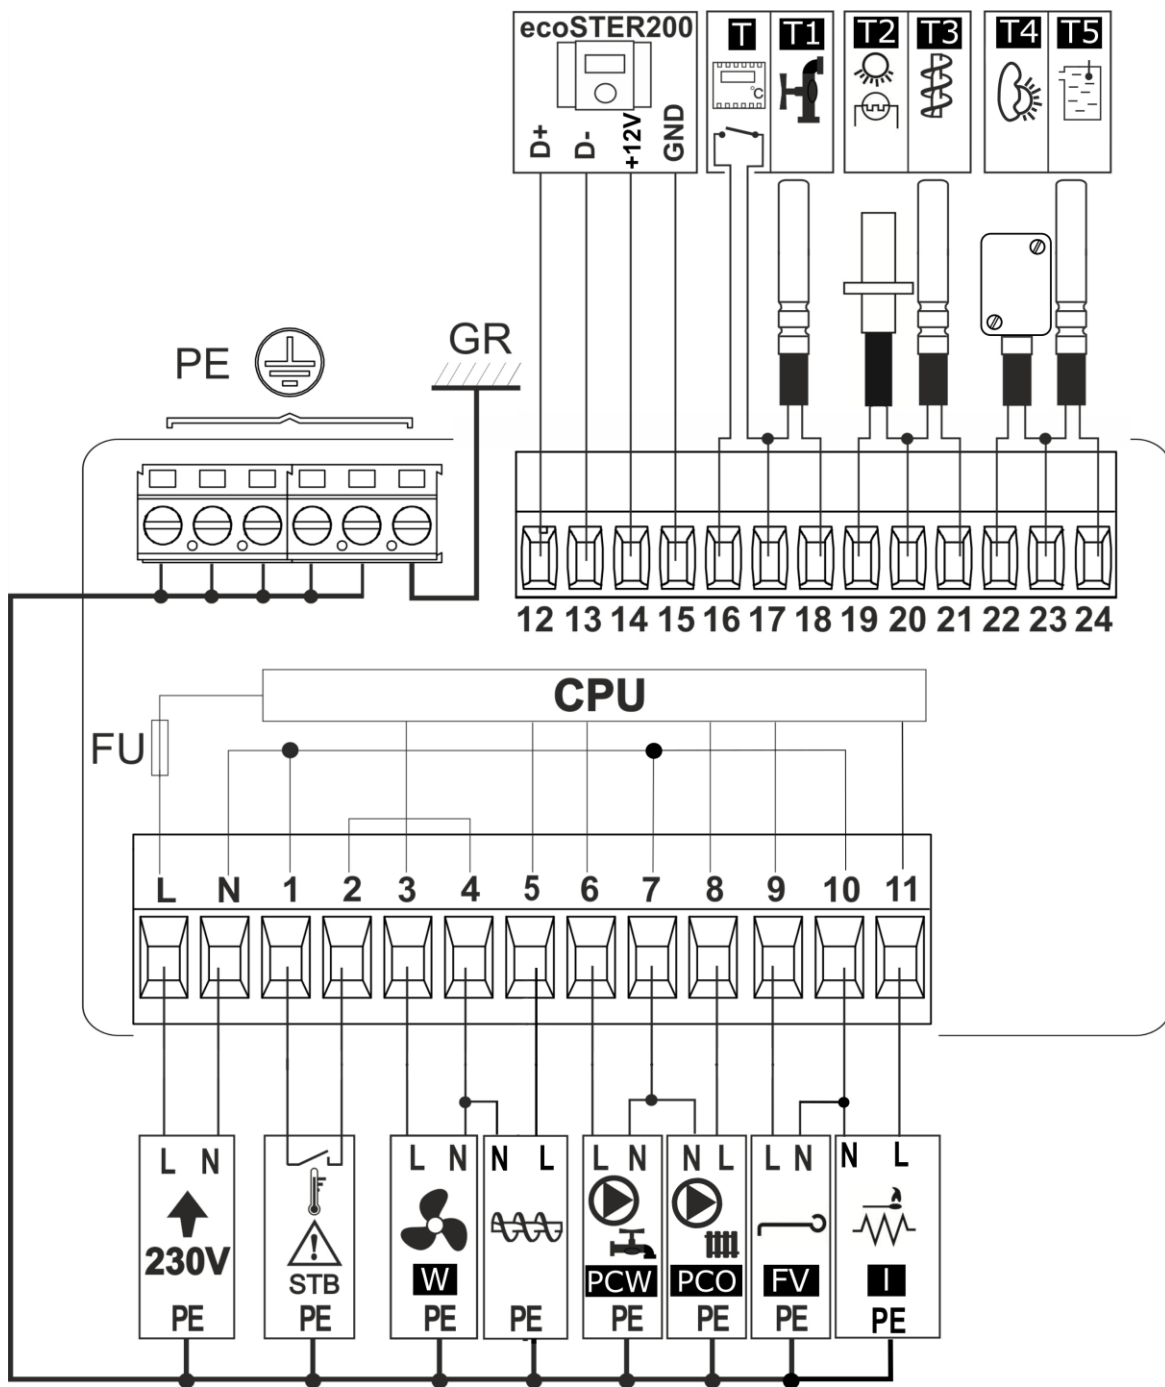 ecoSTER200
T T1 T2 T3 T4 T5
°C
D+ D- +12V GND
PE GR
12 13 14 15 16 17 18 19 20 21 22 23 24
CPU
FU
L N 1 2 3 4 5 6 7 8 9 10 11
L N L N N L L N N L L N N L
230V STB W PCW PCO FV I
PE PE PE PE PE PE PE PE